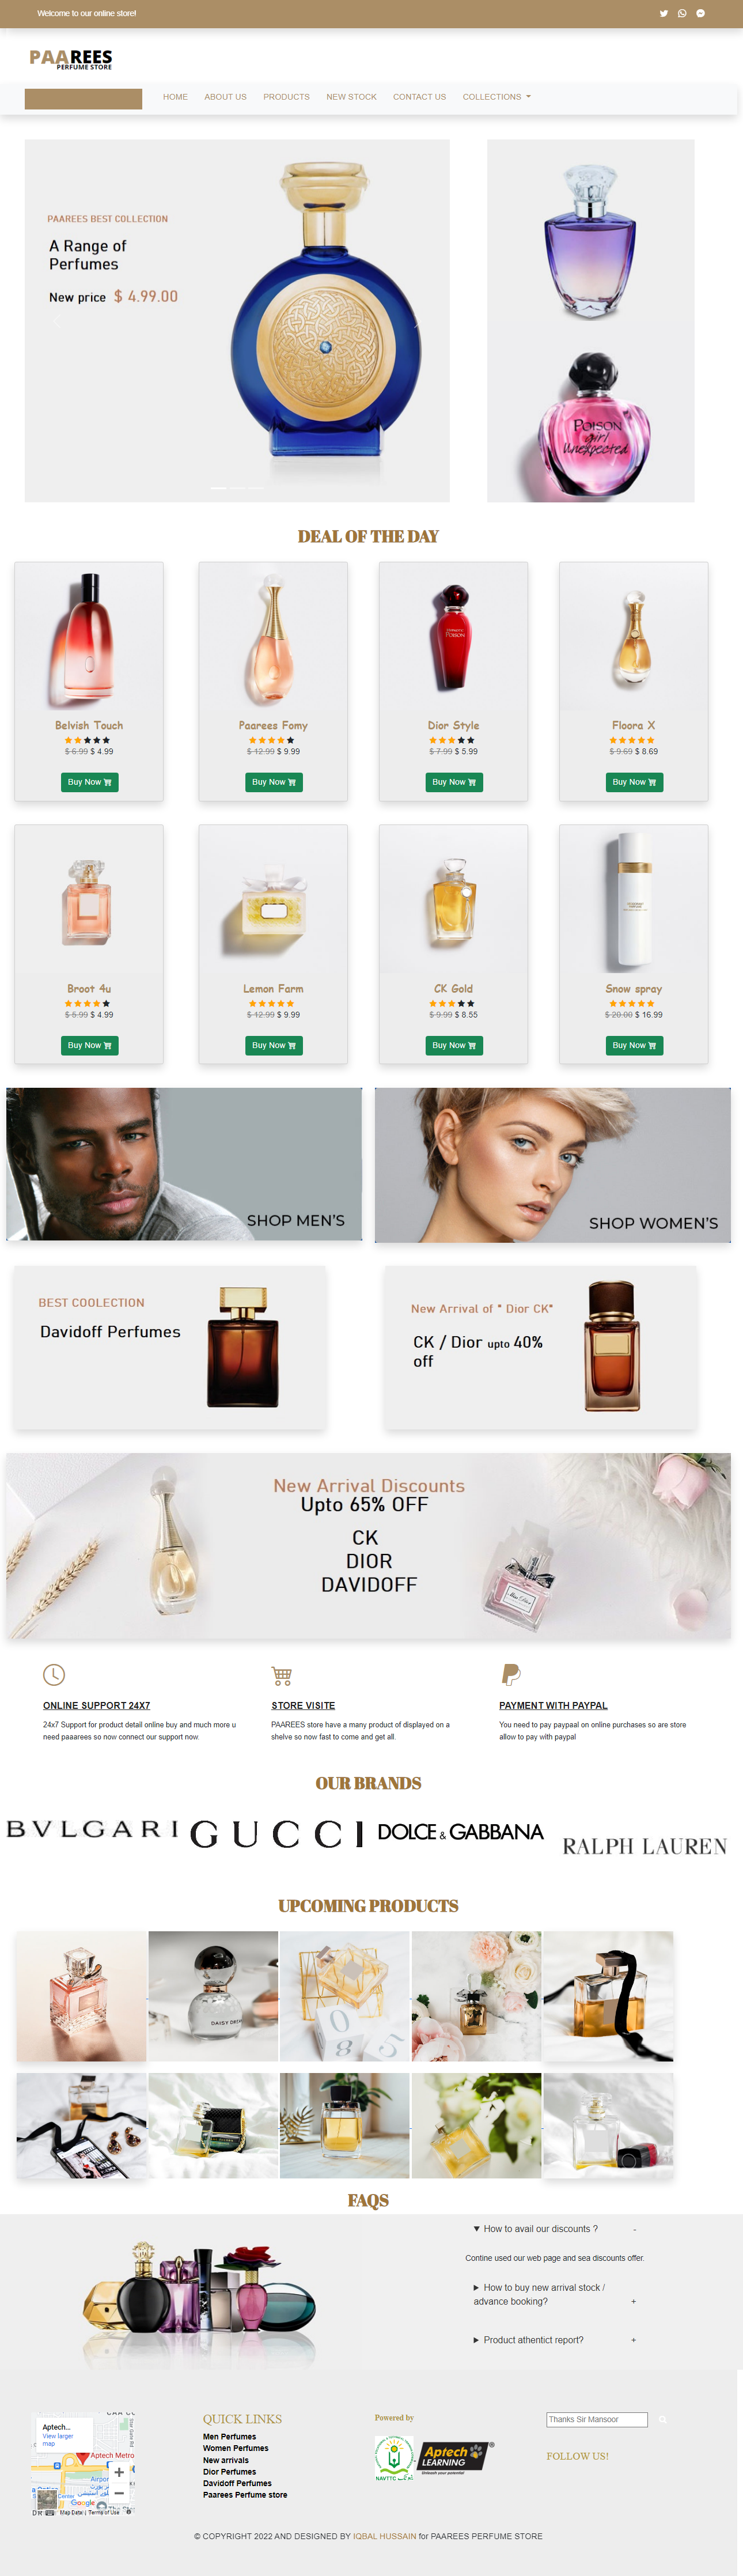 Welcome to our online store!
PAAREES
PERFUME STORE
HOME ABOUT US PRODUCTS NEW STOCK CONTACT US COLLECTIONS
PAAREES BEST COLLECTION
A Range of
Perfumes
New price $ 4.99.00
POISON
girl
Unexpected
DEAL OF THE DAY
POISON
Belvish Touch Paarees Fomy Dior Style Floora X
$ 6.99 $ 4.99 $ 12.99 $ 9.99 $ 7.99 $ 5.99 $ 9.69 $ 8.69
Buy Now Buy Now Buy Now Buy Now
Broot 4u Lemon Farm CK Gold Snow spray
$ 5.99 $ 4.99 $ 12.99 $ 9.99 $ 9.99 $ 8.55 $ 20.00 $ 16.99
Buy Now Buy Now Buy Now Buy Now
SHOP MEN'S
SHOP WOMEN'S
BEST COOLECTION
Davidoff Perfumes
New Arrival of " Dior CK"
CK / Dior upto 40%
off
New Arrival Discounts
Upto 65% OFF
CK
DIOR
DAVIDOFF
Miss Dior
ONLINE SUPPORT 24X7
24x7 Support for product detail online buy and much more u
need paaarees so now connect our support now.
STORE VISITE
PAAREES store have a many product of displayed on a
shelve so now fast to come and get all.
PAYMENT WITH PAYPAL
You need to pay paypaal on online purchases so are store
allow to pay with paypal
OUR BRANDS
BVLGARI GUCCI DOLCE & GABBANA RALPH LAUREN
UPCOMING PRODUCTS
DAISY
FAQS
How to avail our discounts ? -
Contine used our web page and sea discounts offer.
How to buy new arrival stock /
advance booking? +
Product athentict report? +
Aptech...
View larger
map
Aptech Metro
Airpor
Google
Map Data Terms of Use
QUICK LINKS
Men Perfumes
Women Perfumes
New arrivals
Dior Perfumes
Davidoff Perfumes
Paarees Perfume store
Powered by
NAVTTC
Aptech
LEARNING
Unleash your potential
Thanks Sir Mansoor
FOLLOW US!
© COPYRIGHT 2022 AND DESIGNED BY IQBAL HUSSAIN for PAAREES PERFUME STORE